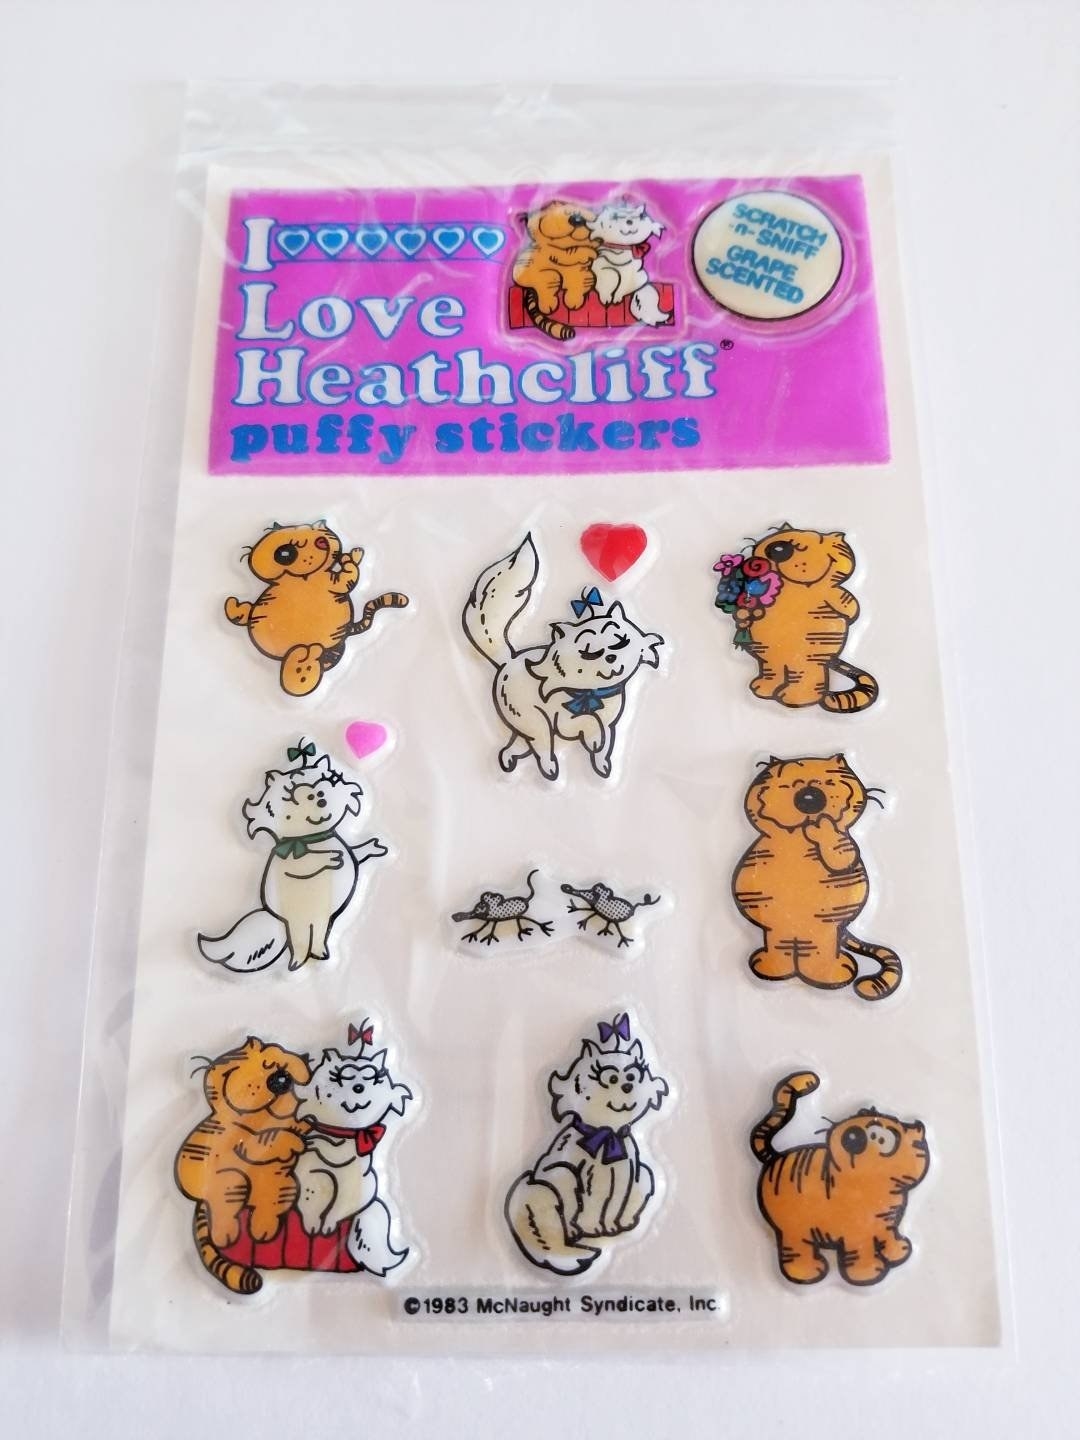 I
Love
Heathcliff®
puffy stickers
SCRATCH
-n- SNIFF
GRAPE
SCENTED
©1983 McNaught Syndicate, Inc.